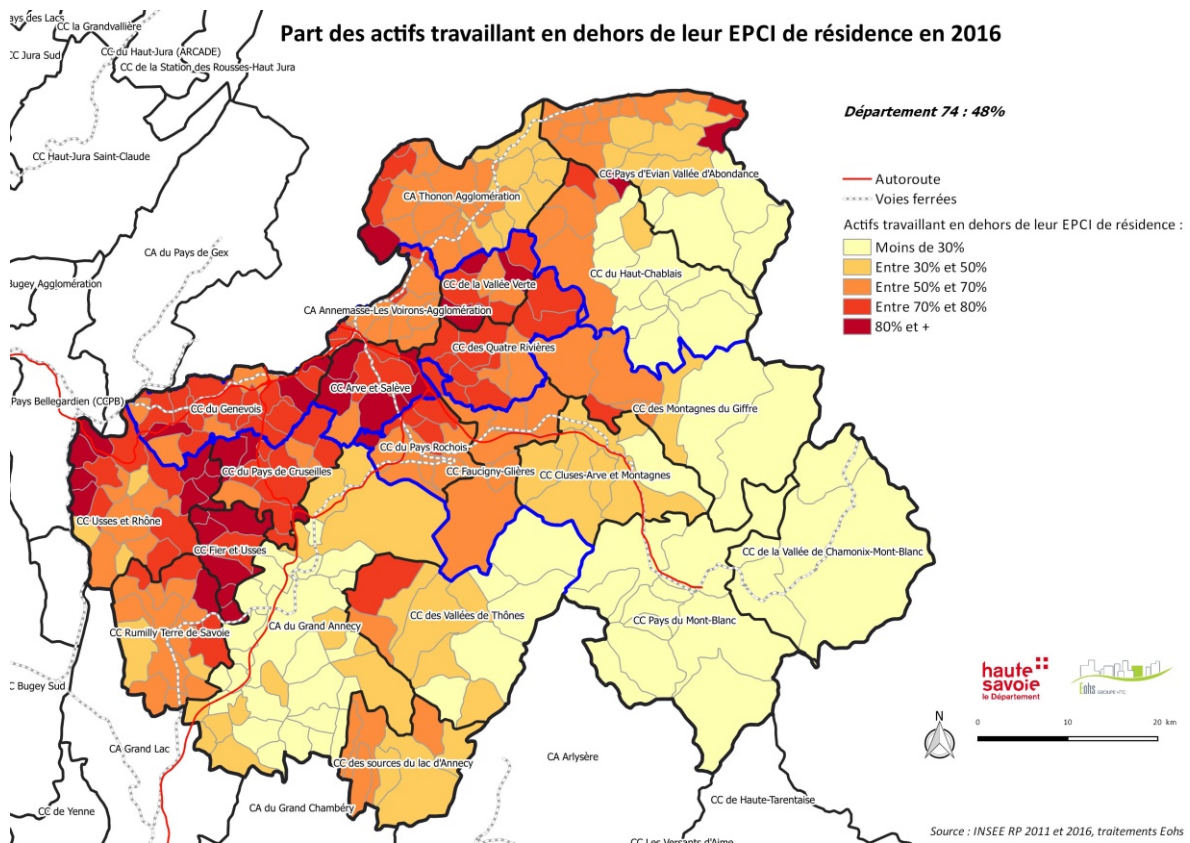 Part des actifs travaillant en dehors de leur EPCI de résidence en 2016
Département 74 : 48%
Autoroute
Voies ferrées
Actifs travaillant en dehors de leur EPCI de résidence :
Moins de 30%
Entre 30% et 50%
Entre 50% et 70%
Entre 70% et 80%
80% et +
ays des Lacs
CC la Grandvallière
CC Jura Sud
CC du Haut-Jura (ARCADE)
CC de la Station des Rousses-Haut Jura
CC Haut-Jura Saint-Claude
CA du Pays de Gex
Bugey Agglomération
Pays Bellegardien (CCPB)
CC Pays d'Evian Vallée d'Abondance
CA Thonon Agglomération
CC du Haut-Chablais
CC de la Vallée Verte
CA Annemasse-Les Voirons-Agglomération
CC des Quatre Rivières
CC Arve et Salève
CC du Genevois
CC des Montagnes du Giffre
CC du Pays Rochois
CC du Pays de Cruseilles
CC Faucigny-Glières
CC Cluses-Arve et Montagnes
CC Usses et Rhône
CC Fier et Usses
CC de la Vallée de Chamonix-Mont-Blanc
CC des Vallées de Thônes
CC Pays du Mont-Blanc
CA du Grand Annecy
CC Rumilly Terre de Savoie
C Bugey Sud
CA Grand Lac
CC des sources du lac d'Annecy
CA Arlysère
CC de Yenne
CA du Grand Chambéry
CC de Haute-Tarentaise
CC Les Versants d'Aime
haute
savoie
le Département
Eohs GROUPE NTC
N
0 10 20 km
Source : INSEE RP 2011 et 2016, traitements Eohs